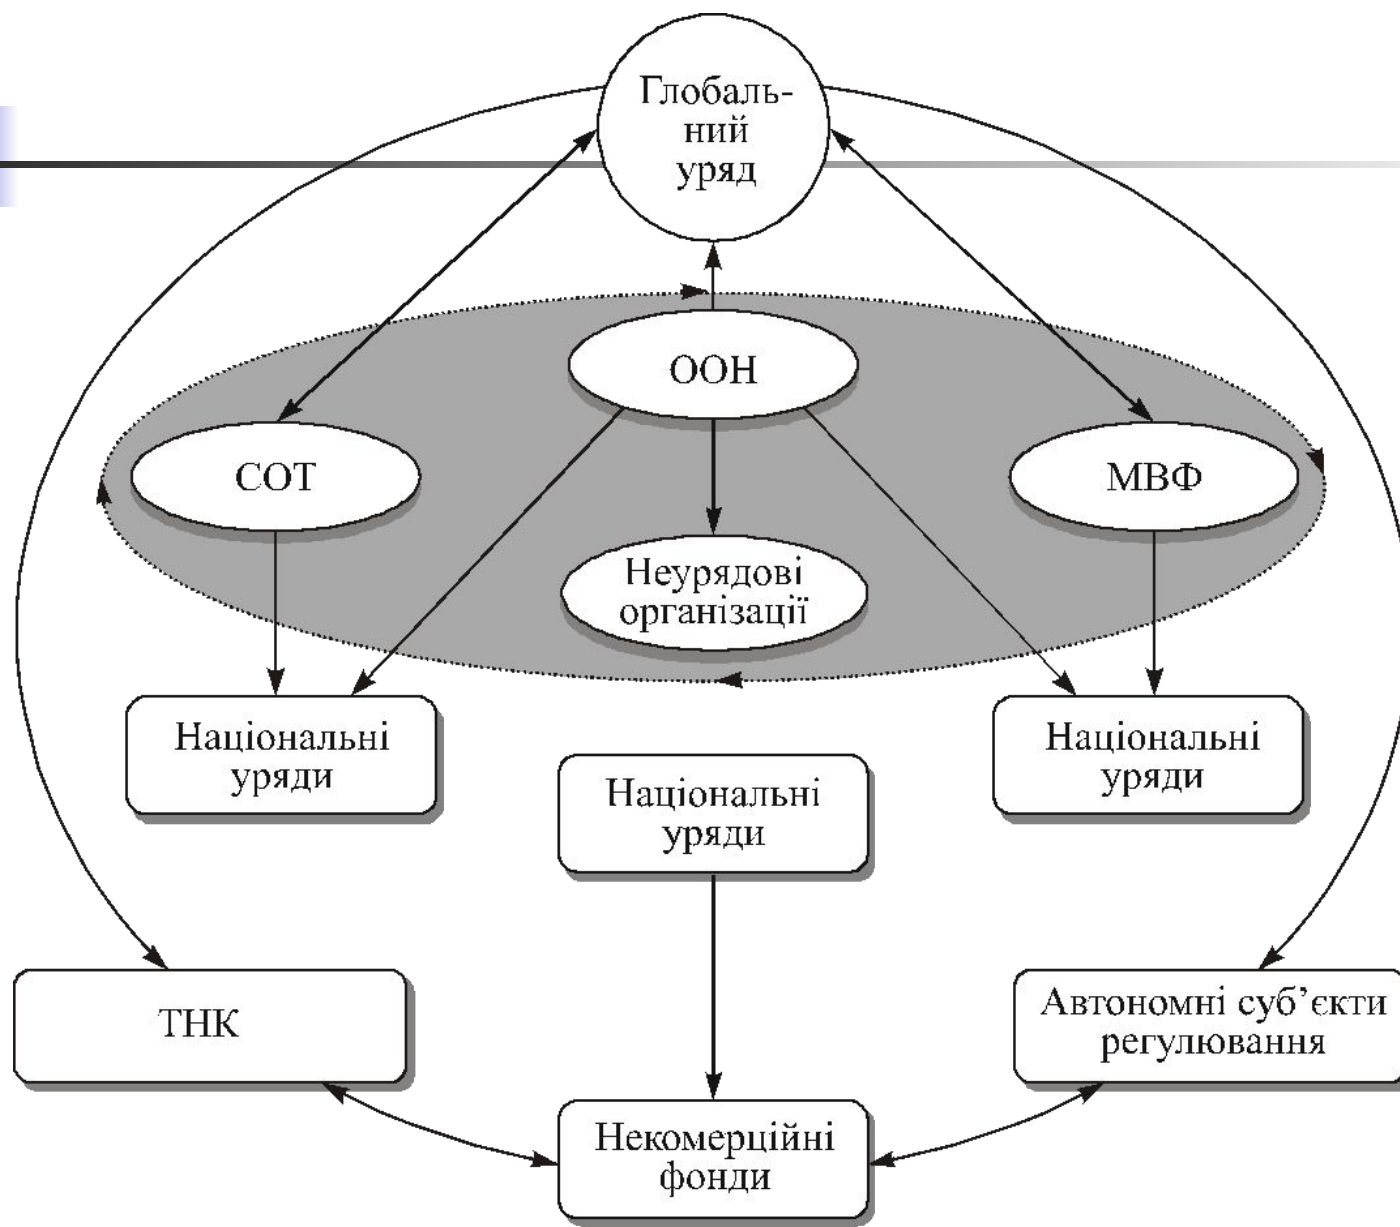 Глобаль-
ний
уряд
ООН
СОТ
МВФ
Неурядові
організації
Національні
уряди
Національні
уряди
Національні
уряди
ТНК
Автономні суб’єкти
регулювання
Некомерційні
фонди